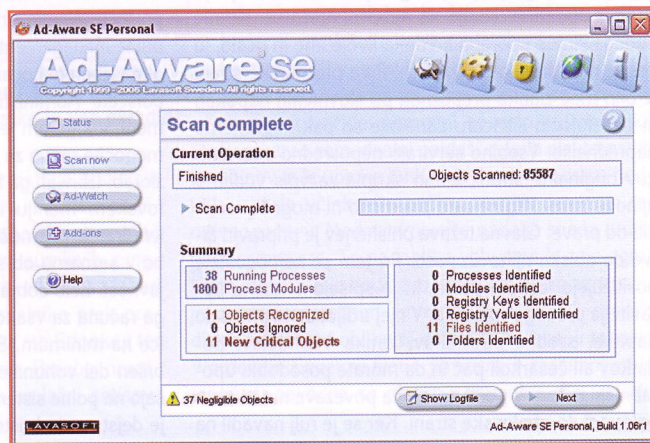 Ad-Aware SE Personal
Ad-Aware se
Copyright 1999 - 2005 Lavasoft Sweden. All rights reserved.
Status
Scan now
Ad-Watch
Add-ons
Help
Scan Complete
Current Operation
Finished
Objects Scanned: 85587
Scan Complete
Summary
38 Running Processes
1800 Process Modules
11 Objects Recognized
0 Objects Ignored
11 New Critical Objects
0 Processes Identified
0 Modules Identified
0 Registry Keys Identified
0 Registry Values Identified
11 Files Identified
0 Folders Identified
37 Negligible Objects
Show Logfile
Next
LAVASOFT
Ad-Aware SE Personal, Build 1.06r1